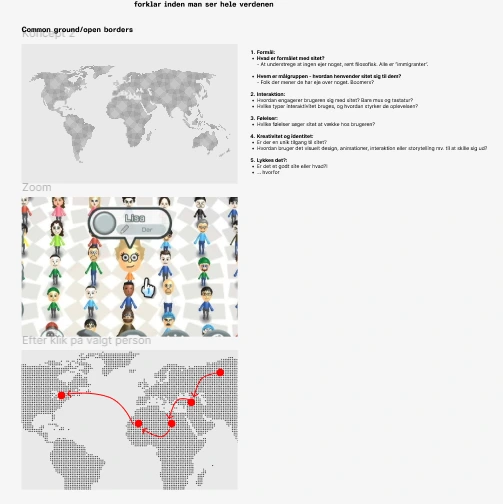 forklar inden man ser hele verdenen
Common ground/open borders
Koncept 2
1. Formål:
• Hvad er formålet med sitet?
- At understrege at ingen ejer noget, rent filosofisk. Alle er "immigranter".
• Hvem er målgruppen - hvordan henvender sitet sig til dem?
- Folk der mener de har eje over noget. Boomers?
2. Interaktion:
• Hvordan engagerer brugeren sig med sitet? Bare mus og tastatur?
• Hvilke typer interaktivitet bruges, og hvordan styrker de oplevelsen?
3. Følelser:
• Hvilke følelser søger sitet at vække hos brugeren?
4. Kreativitet og identitet:
• Er der en unik tilgang til sitet?
• Hvordan bruger det visuelt design, animationer, interaktion eller storytelling mv. til at skille sig ud?
5. Lykkes det?:
• Er det et godt site eller hvad?!
• ... hvorfor
Zoom
Lisa
Der
Efter klik på valgt person